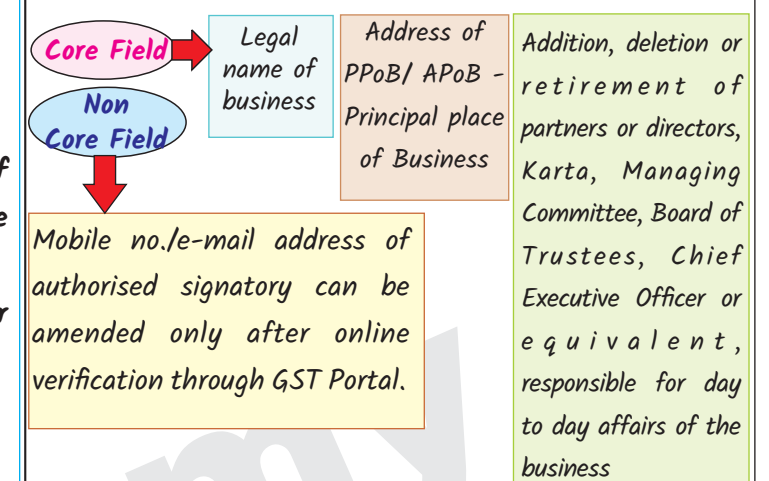 Core Field
Legal
name of
business
Address of
PPoB/ APoB -
Principal place
of Business
Addition, deletion or
retirement of
partners or directors,
Karta, Managing
Committee, Board of
Trustees, Chief
Executive Officer or
equivalent,
responsible for day
to day affairs of the
business
Non
Core Field
Mobile no./e-mail address of
authorised signatory can be
amended only after online
verification through GST Portal.